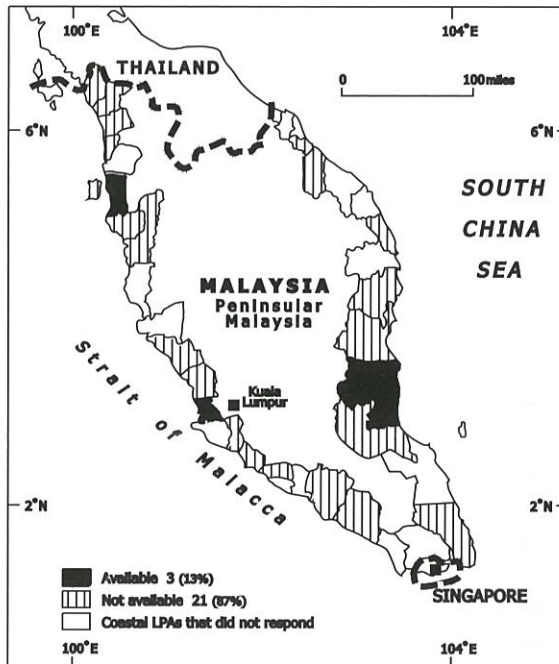 100°E
104°E
THAILAND
0
100 miles
6°N
6°N
SOUTH
CHINA
SEA
MALAYSIA
Peninsular
Malaysia
Kuala
Lumpur
Strait of Malacca
2°N
2°N
Available 3 (13%)
Not available 21 (87%)
Coastal LPAs that did not respond
SINGAPORE
100°E
104°E